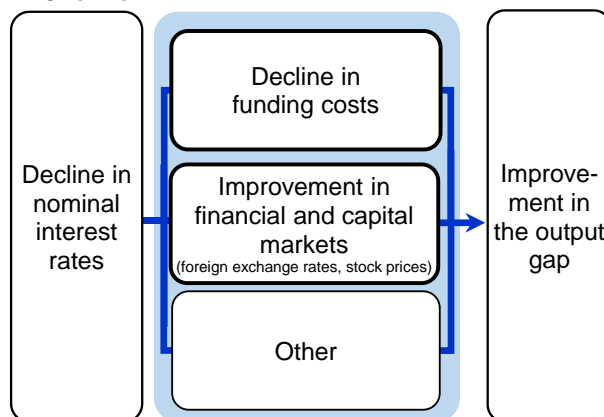 Decline in
nominal
interest
rates
Decline in
funding costs
Improvement in
financial and capital
markets
(foreign exchange rates, stock prices)
Other
Improve-
ment in
the output
gap